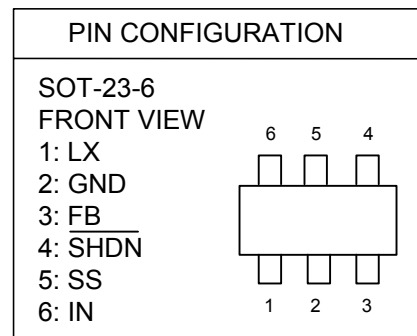 PIN CONFIGURATION
SOT-23-6
FRONT VIEW
1: LX
2: GND
3: FB
4: SHDN
5: SS
6: IN
6 5 4
1 2 3